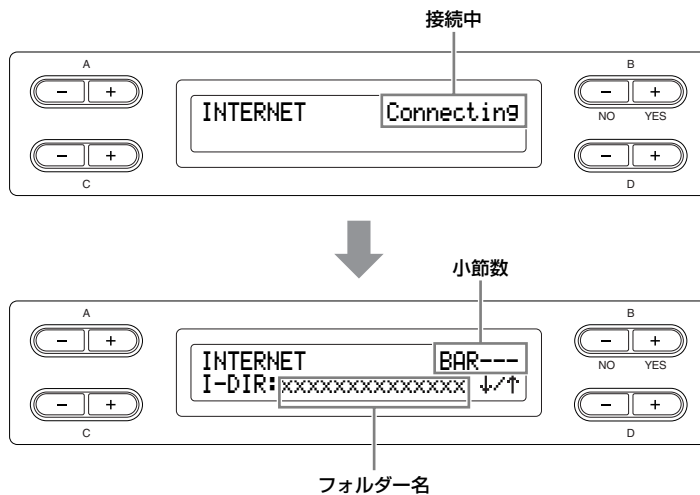 接続中
A
B
- +
INTERNET Connecting
- +
NO YES
- +
- +
C
D
小節数
A
B
- +
INTERNET BAR---
- +
NO YES
I-DIR:xxxxxxxxxxxxxx ↓/↑
- +
- +
C
D
フォルダー名